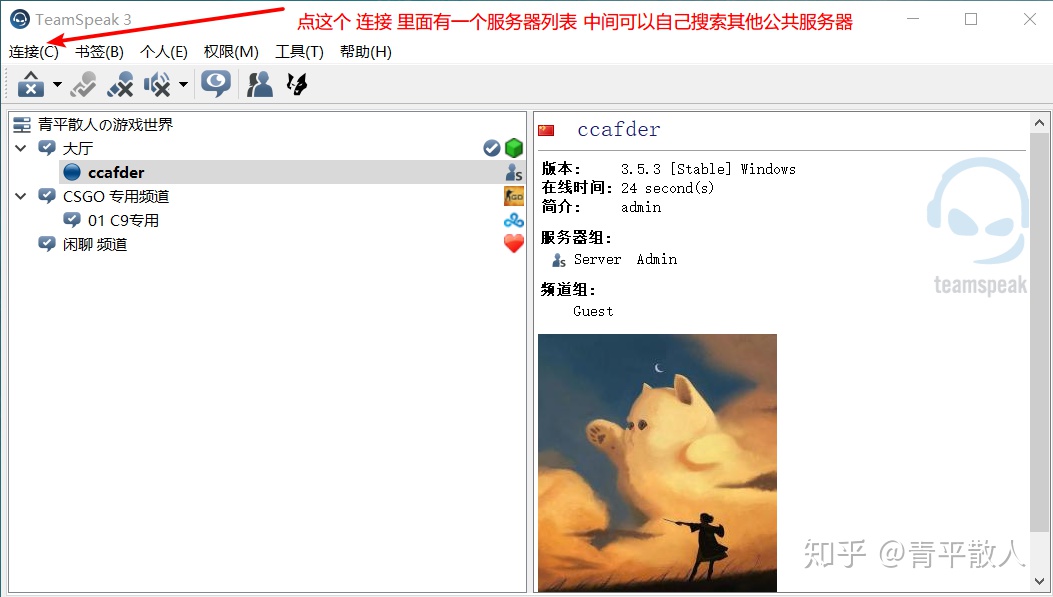 TeamSpeak 3
点这个 连接 里面有一个服务器列表 中间可以自己搜索其他公共服务器
连接(C) 书签(B) 个人(E) 权限(M) 工具(T) 帮助(H)
青平散人の游戏世界
大厅
ccafder
CSGO 专用频道
GO
01 C9专用
闲聊 频道
ccafder
版本: 3.5.3 [Stable] Windows
在线时间: 24 second(s)
简介: admin
服务器组:
Server Admin
频道组:
Guest
teamspeak
知乎 @青平散人